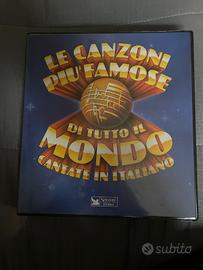 LE CANZONI
PIU' FAMOSE
DI TUTTO IL
MONDO
CANTATE IN ITALIANO
subito